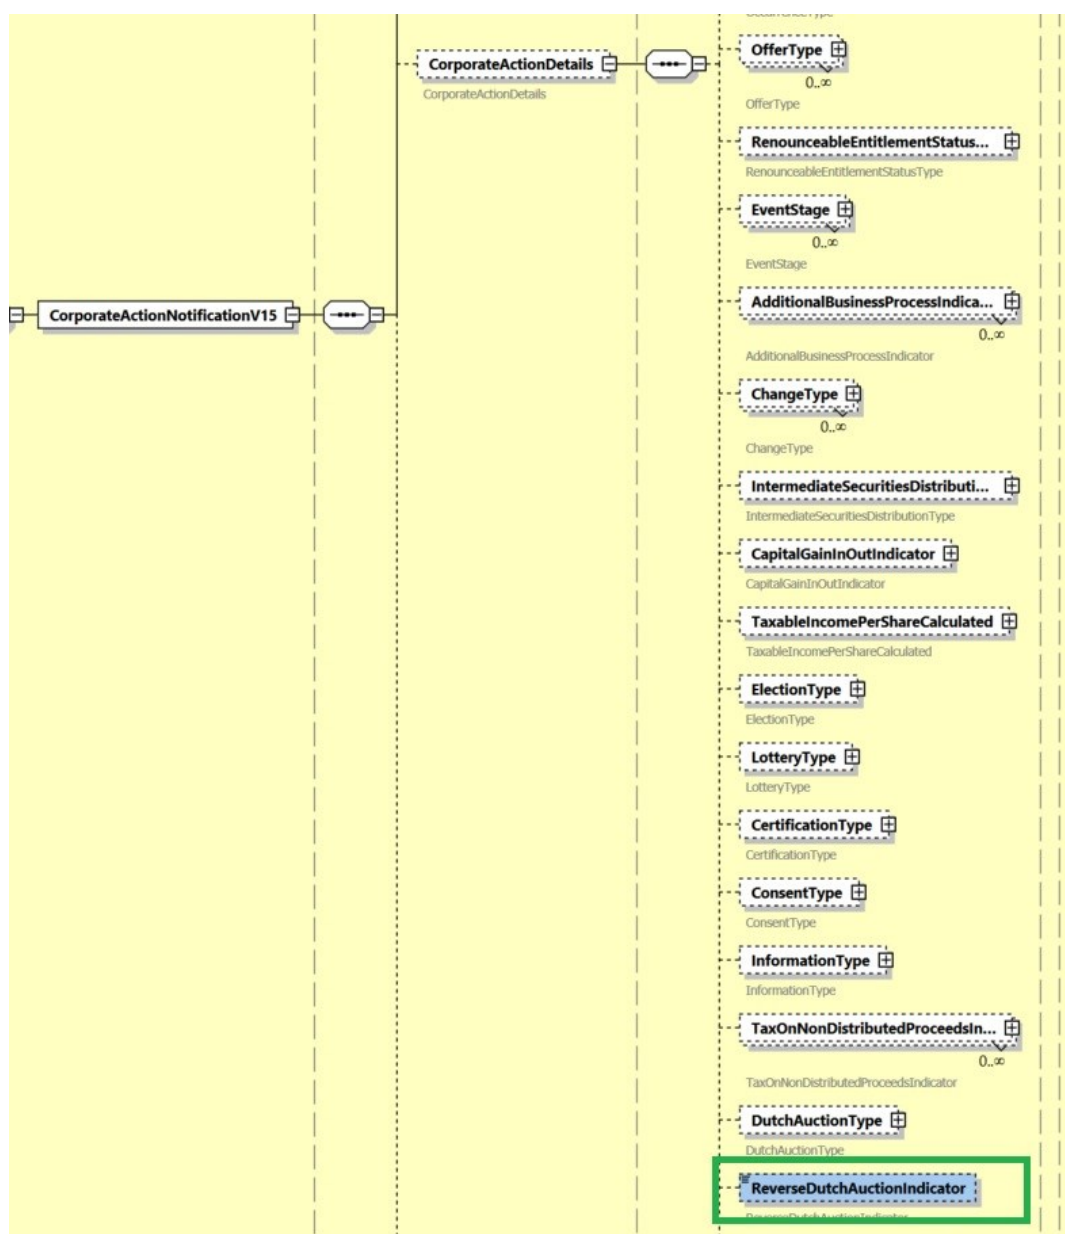 OccurrenceType
OfferType
0..∞
OfferType
CorporateActionDetails
CorporateActionDetails
RenounceableEntitlementStatus...
RenounceableEntitlementStatusType
EventStage
0..∞
EventStage
CorporateActionNotificationV15
AdditionalBusinessProcessIndica...
0..∞
AdditionalBusinessProcessIndicator
ChangeType
0..∞
ChangeType
IntermediateSecuritiesDistributi...
IntermediateSecuritiesDistributionType
CapitalGainInOutIndicator
CapitalGainInOutIndicator
TaxableIncomePerShareCalculated
TaxableIncomePerShareCalculated
ElectionType
ElectionType
LotteryType
LotteryType
CertificationType
CertificationType
ConsentType
ConsentType
InformationType
InformationType
TaxOnNonDistributedProceedsIn...
0..∞
TaxOnNonDistributedProceedsIndicator
DutchAuctionType
DutchAuctionType
ReverseDutchAuctionIndicator
ReverseDutchAuctionIndicator